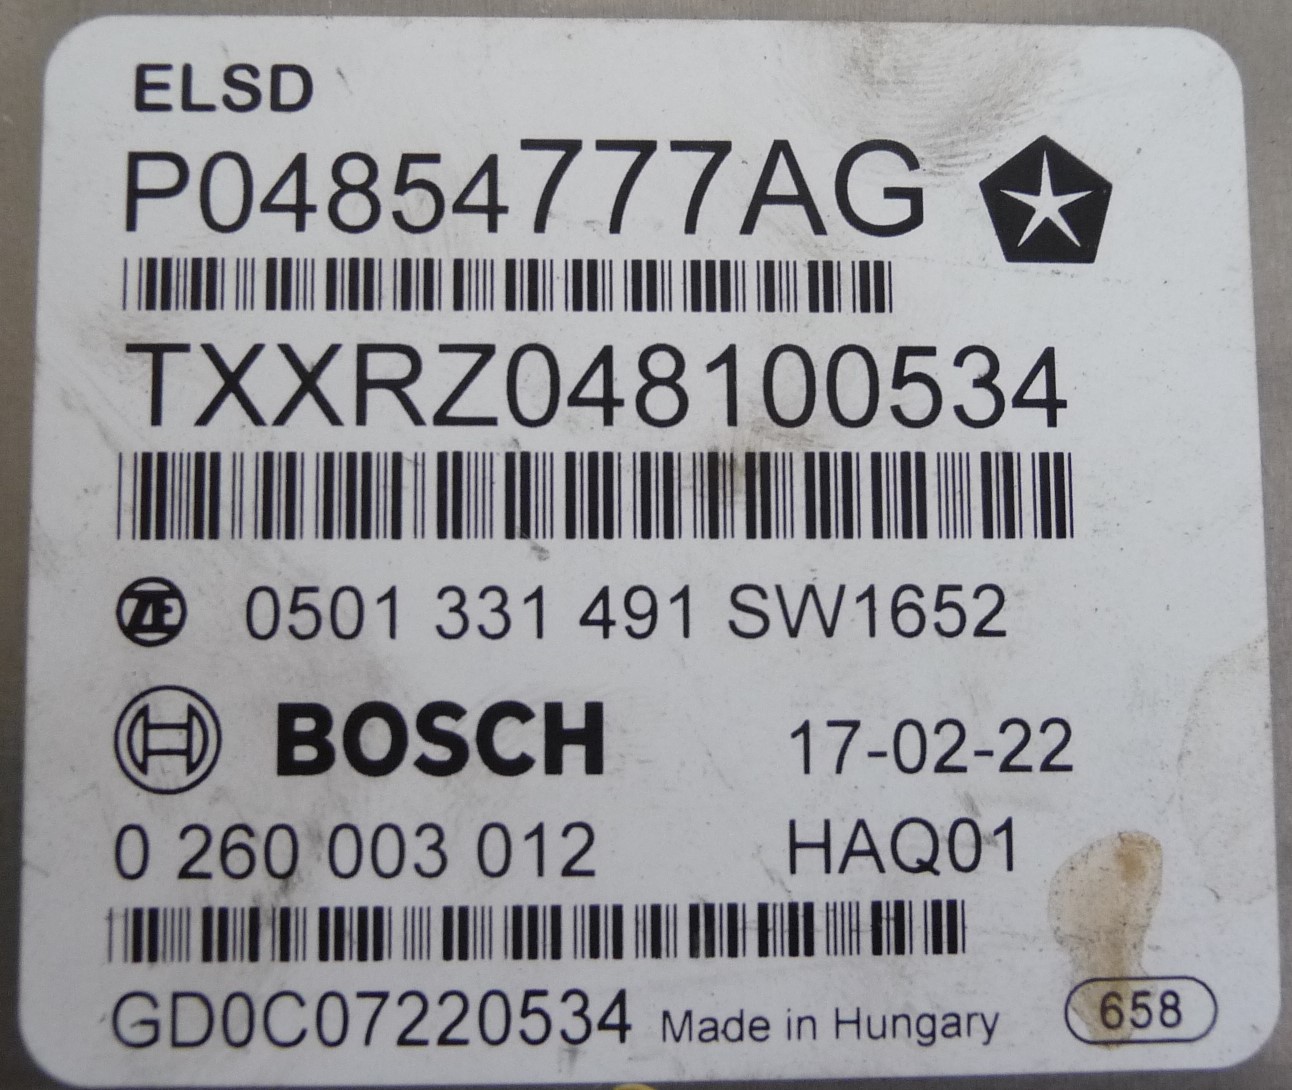 ELSD
P04854777AG
TXXRZ048100534
ZF 0501 331 491 SW1652
BOSCH 17-02-22
0 260 003 012 HAQ01
GD0C07220534 Made in Hungary 658